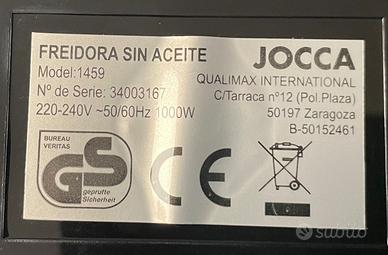 FREIDORA SIN ACEITE
Model:1459
Nº de Serie: 34003167
220-240V ~50/60Hz 1000W
JOCCA
QUALIMAX INTERNATIONAL
C/Tarraca nº12 (Pol.Plaza)
50197 Zaragoza
B-50152461
BUREAU
VERITAS
GS
geprüfte
Sicherheit
CE
subito